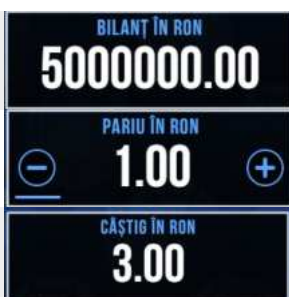 BILANȚ ÎN RON
5000000.00
PARIU ÎN RON
1.00
CÂȘTIG ÎN RON
3.00